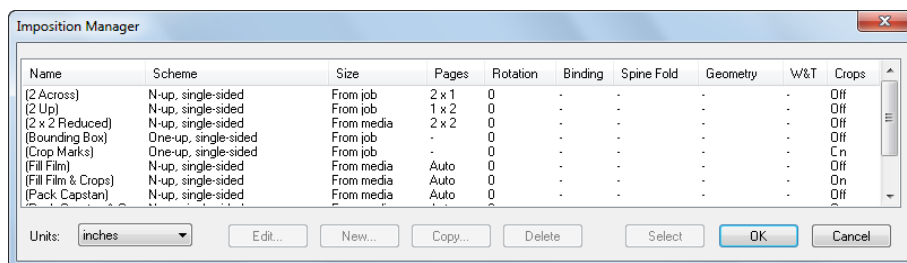 Imposition Manager
Name Scheme Size Pages Rotation Binding Spine Fold Geometry W&T Crops
(2 Across) N-up, single-sided From job 2 x 1 0 - - - - Off
(2 Up) N-up, single-sided From job 1 x 2 0 - - - - Off
(2 x 2 Reduced) N-up, single-sided From media 2 x 2 0 - - - - Off
(Bounding Box) One-up, single-sided From job - 0 - - - - Off
(Crop Marks) One-up, single-sided From job - 0 - - - - On
(Fill Film) N-up, single-sided From media Auto 0 - - - - Off
(Fill Film & Crops) N-up, single-sided From media Auto 0 - - - - On
(Pack Capstan) N-up, single-sided From media Auto 0 - - - - Off
Units: inches Edit... New... Copy... Delete Select OK Cancel